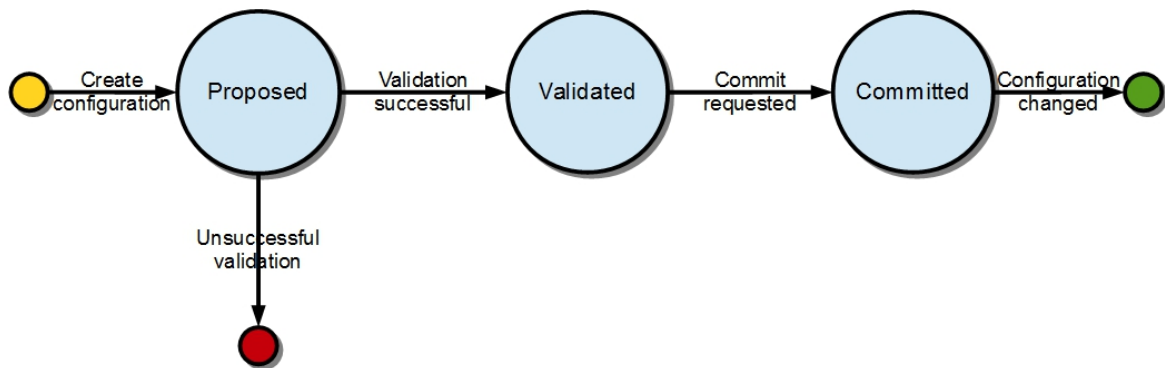 Create
configuration
Proposed
Validation
successful
Validated
Commit
requested
Committed
Configuration
changed
Unsuccessful
validation